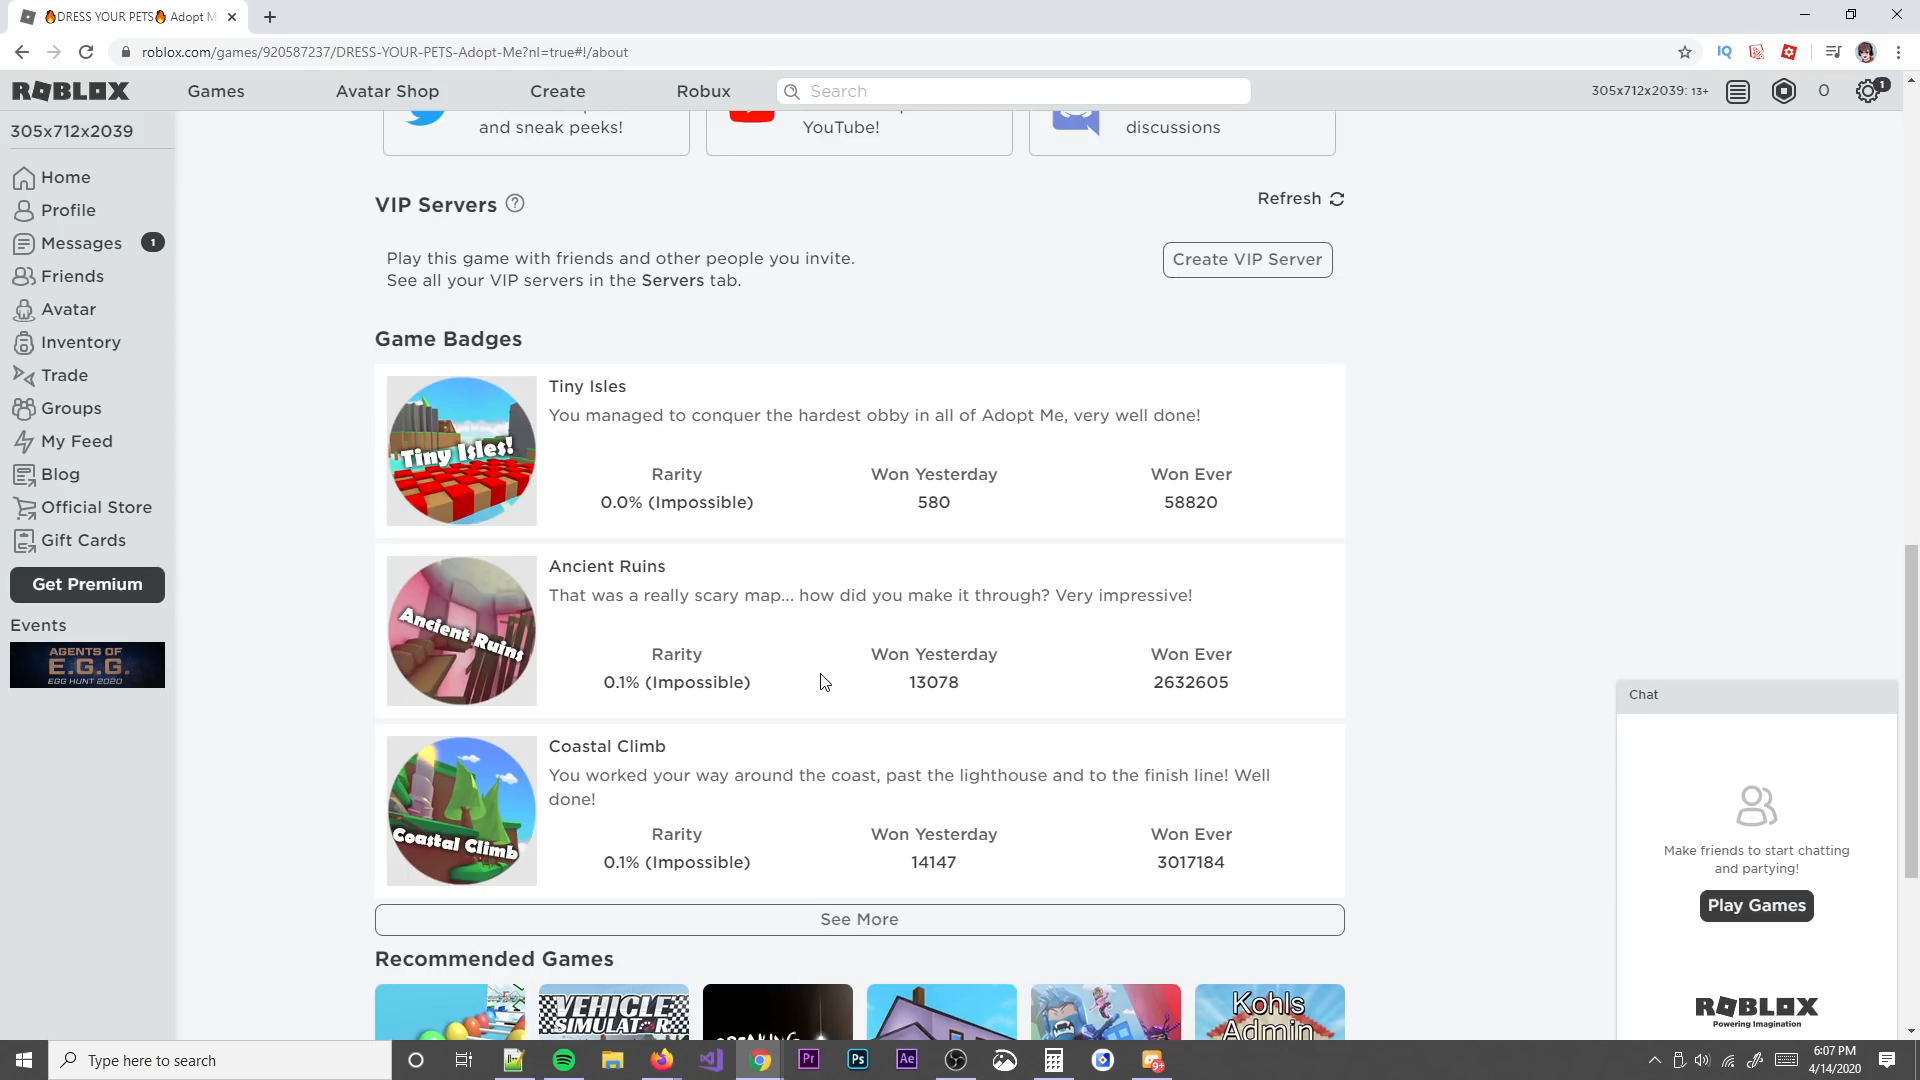 🔥DRESS YOUR PETS🔥 Adopt M
roblox.com/games/920587237/DRESS-YOUR-PETS-Adopt-Me?nl=true#!/about
IQ
ROBLOX
Games
Avatar Shop
Create
Robux
Search
305x712x2039: 13+
0
1
305x712x2039
Home
Profile
Messages
1
Friends
Avatar
Inventory
Trade
Groups
My Feed
Blog
Official Store
Gift Cards
Get Premium
Events
AGENTS OF
E.G.G.
EGG HUNT 2020
and sneak peeks!
YouTube!
discussions
VIP Servers
Refresh
Play this game with friends and other people you invite.
See all your VIP servers in the Servers tab.
Create VIP Server
Game Badges
Tiny Isles!
Tiny Isles
You managed to conquer the hardest obby in all of Adopt Me, very well done!
Rarity
Won Yesterday
Won Ever
0.0% (Impossible)
580
58820
Ancient Ruins
Ancient Ruins
That was a really scary map... how did you make it through? Very impressive!
Rarity
Won Yesterday
Won Ever
0.1% (Impossible)
13078
2632605
Coastal Climb
Coastal Climb
You worked your way around the coast, past the lighthouse and to the finish line! Well
done!
Rarity
Won Yesterday
Won Ever
0.1% (Impossible)
14147
3017184
See More
Recommended Games
VEHICLE
SIMULATOR
Kohls
Admin
Chat
Make friends to start chatting
and partying!
Play Games
ROBLOX
Powering Imagination
Type here to search
Pr
Ps
Ae
9+
6:07 PM
4/14/2020